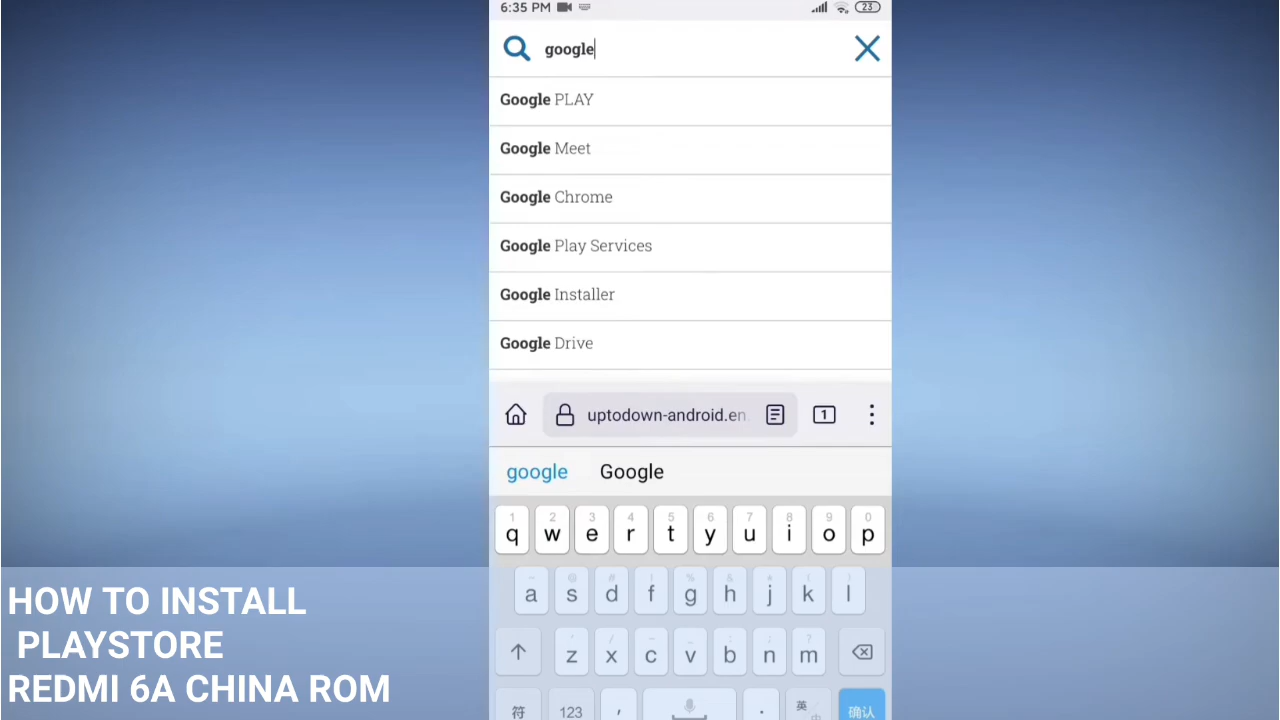 6:35 PM
23
google
Google PLAY
Google Meet
Google Chrome
Google Play Services
Google Installer
Google Drive
uptodown-android.en
1
google Google
1 2 3 4 5 6 7 8 9 0
q w e r t y u i o p
a s d f g h j k l
z x c v b n m
符 123 , . 英 中 确认
HOW TO INSTALL
PLAYSTORE
REDMI 6A CHINA ROM